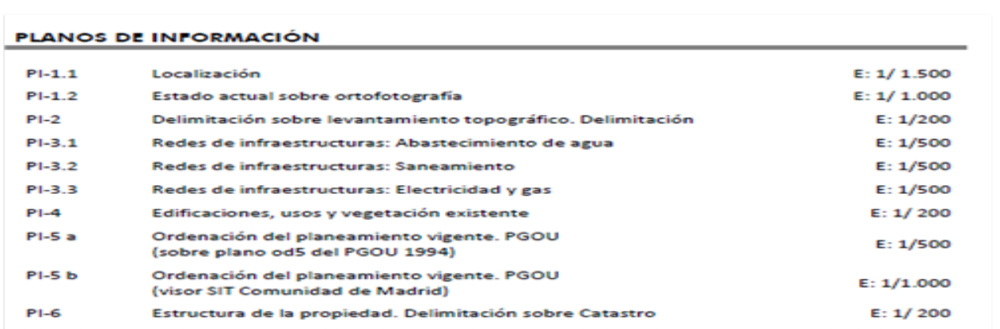 PLANOS DE INFORMACIÓN
PI-1.1 Localización E: 1/ 1.500
PI-1.2 Estado actual sobre ortofotografía E: 1/ 1.000
PI-2 Delimitación sobre levantamiento topográfico. Delimitación E: 1/200
PI-3.1 Redes de infraestructuras: Abastecimiento de agua E: 1/500
PI-3.2 Redes de infraestructuras: Saneamiento E: 1/500
PI-3.3 Redes de infraestructuras: Electricidad y gas E: 1/500
PI-4 Edificaciones, usos y vegetación existente E: 1/ 200
PI-5 a Ordenación del planeamiento vigente. PGOU
(sobre plano od5 del PGOU 1994) E: 1/500
PI-5 b Ordenación del planeamiento vigente. PGOU
(visor SIT Comunidad de Madrid) E: 1/1.000
PI-6 Estructura de la propiedad. Delimitación sobre Catastro E: 1/ 200